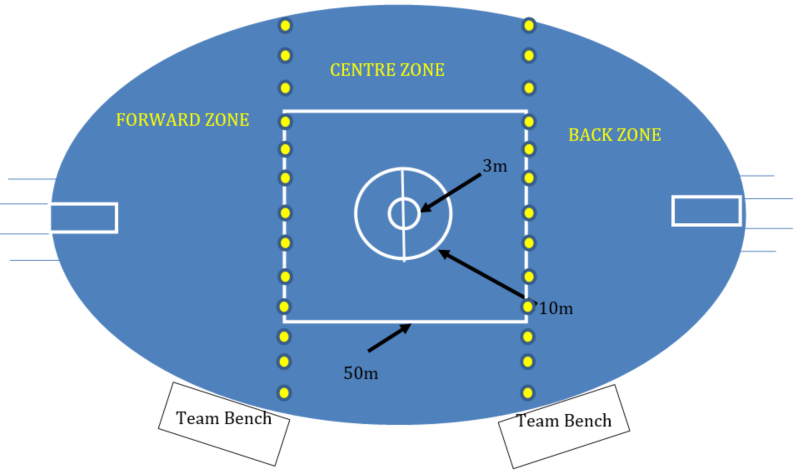 CENTRE ZONE
FORWARD ZONE
BACK ZONE
3m
10m
50m
Team Bench
Team Bench